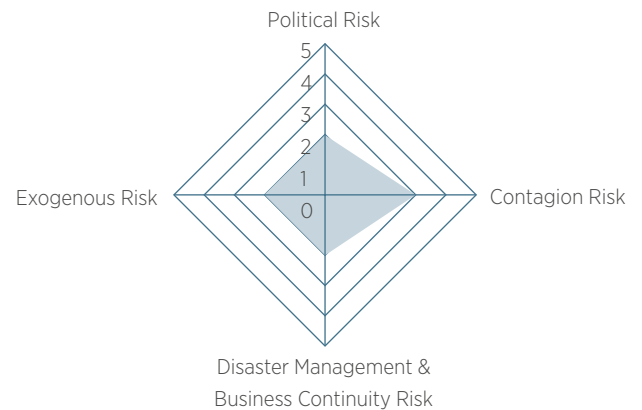 Political Risk
5
4
3
2
1
0
Exogenous Risk
Contagion Risk
Disaster Management &
Business Continuity Risk